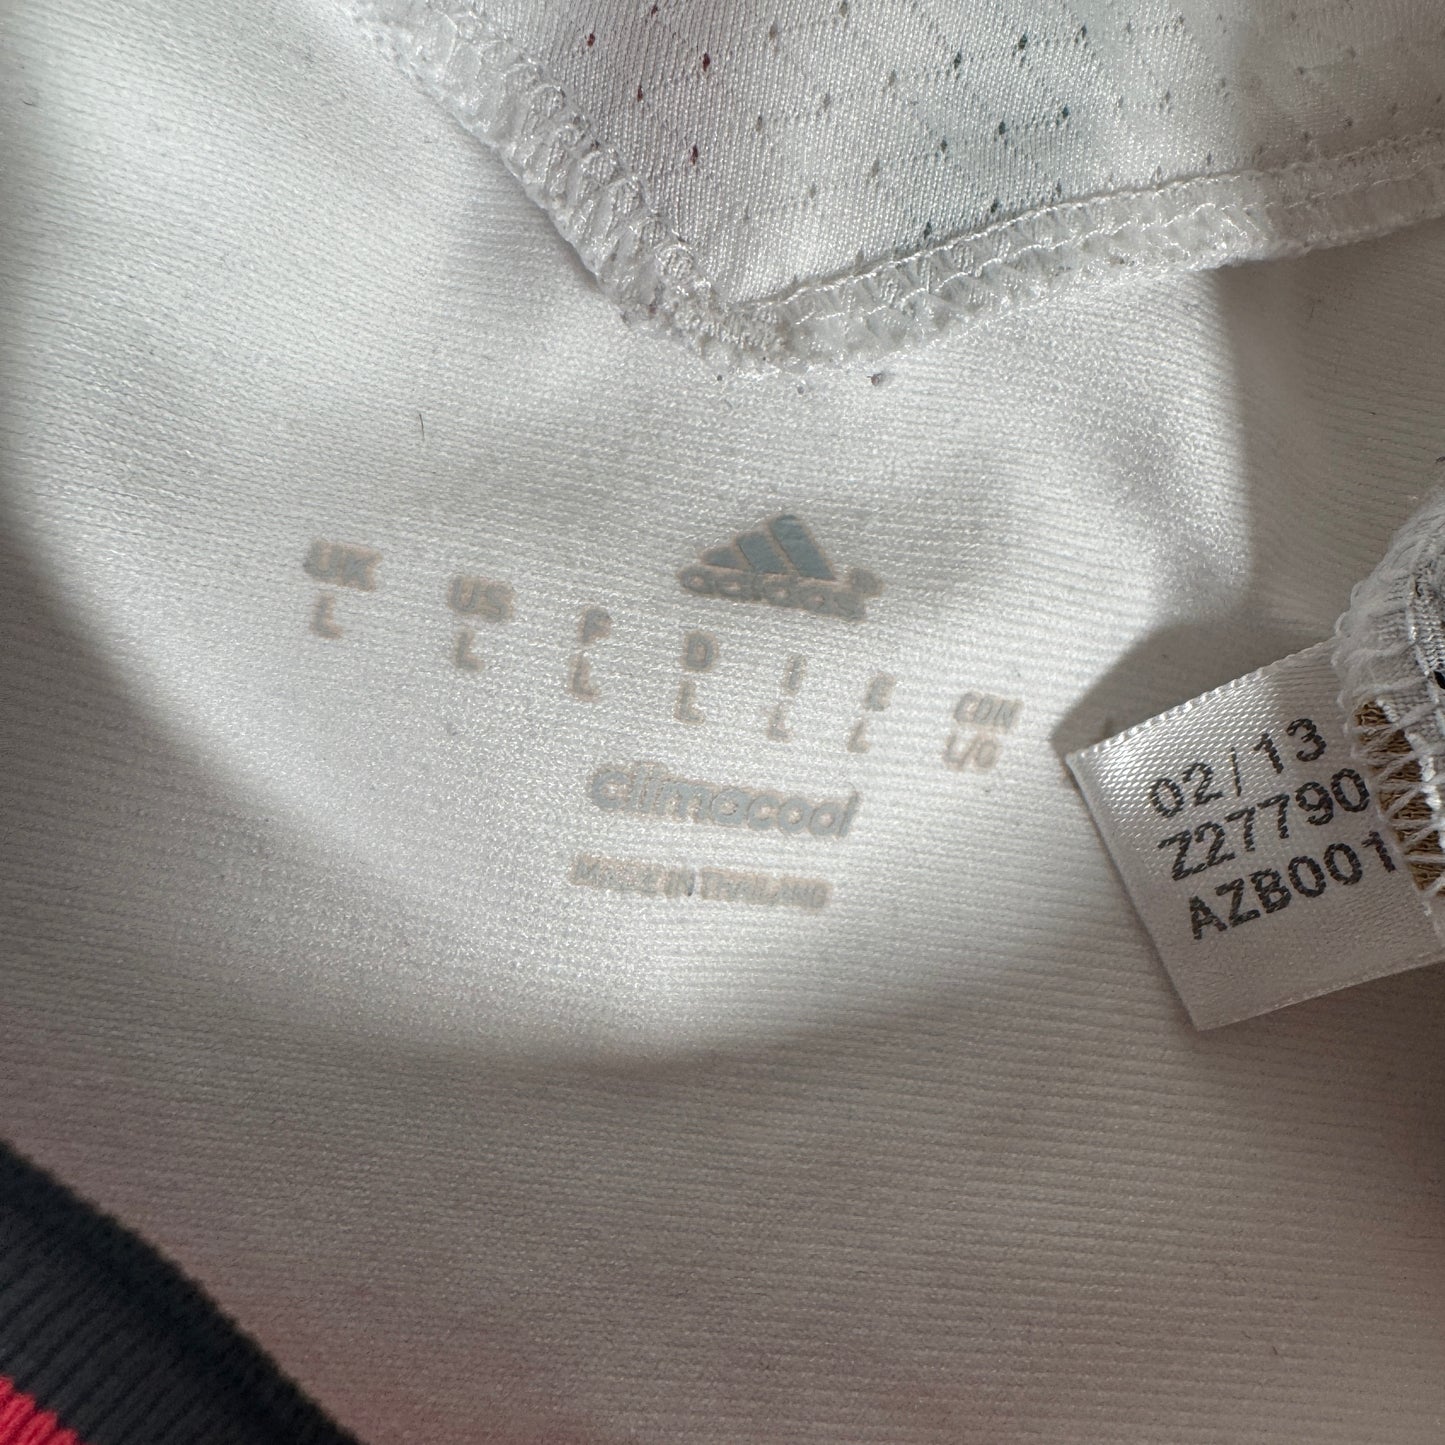 adidas®
UK US F D I E CDN
L L L L L L L/G
climacool
MADE IN THAILAND
02/13
Z27790
AZB001